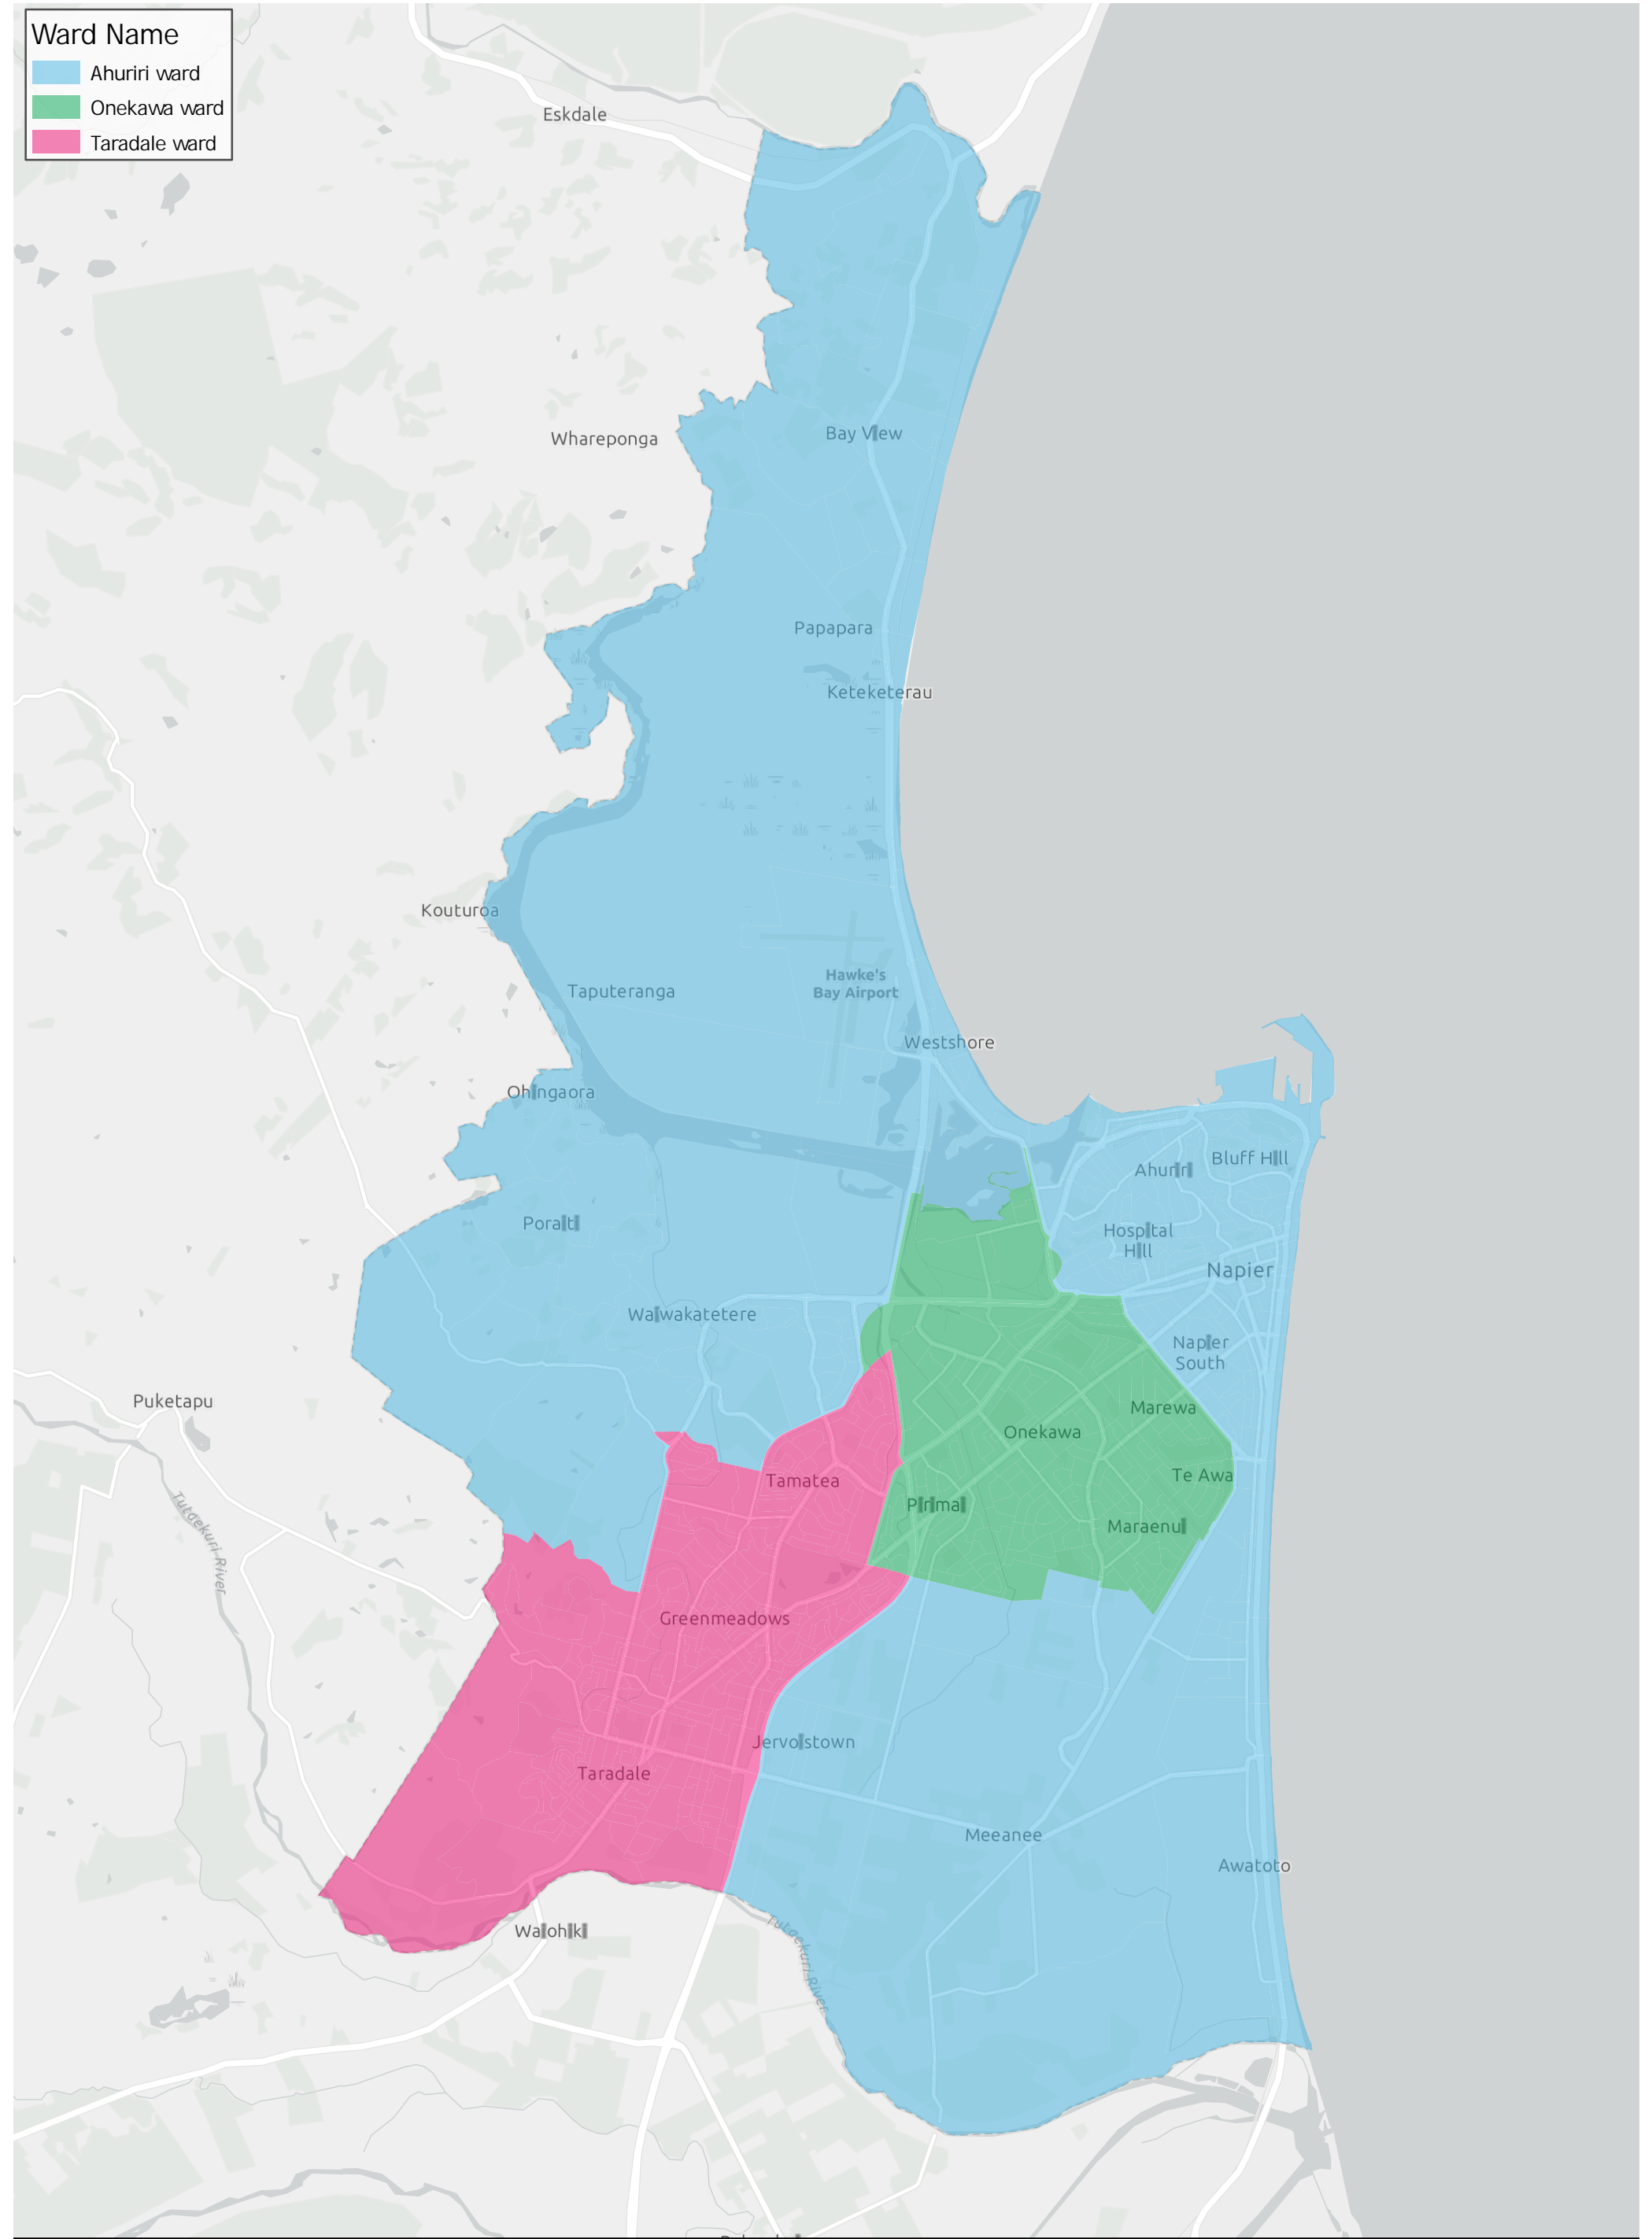 Ward Name
Ahuriri ward
Onekawa ward
Taradale ward
Eskdale
Whareponga
Bay View
Papapara
Keteketerau
Kouturoa
Taputeranga
Hawke's
Bay Airport
Westshore
Ohingaora
Ahuriri
Bluff Hill
Poraiti
Hospital
Hill
Napier
Waiwakatetere
Napier
South
Puketapu
Marewa
Onekawa
Te Awa
Tamatea
Pirimai
Maraenui
Tutaekuri River
Greenmeadows
Jervoistown
Taradale
Meeanee
Awatoto
Waiohiki
Tutaekuri River